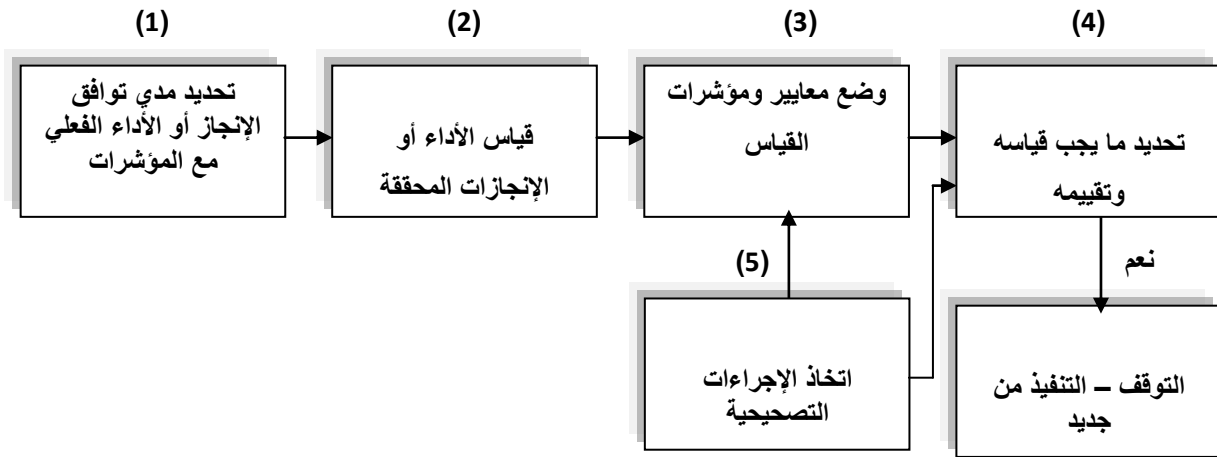 (1)
(2)
(3)
(4)
تحديد مدي توافق
الإنجاز أو الأداء الفعلي
مع المؤشرات
قياس الأداء أو
الإنجازات المحققة
وضع معايير ومؤشرات
القياس
تحديد ما يجب قياسه
وتقييمه
(5)
نعم
اتخاذ الإجراءات
التصحيحية
التوقف – التنفيذ من
جديد